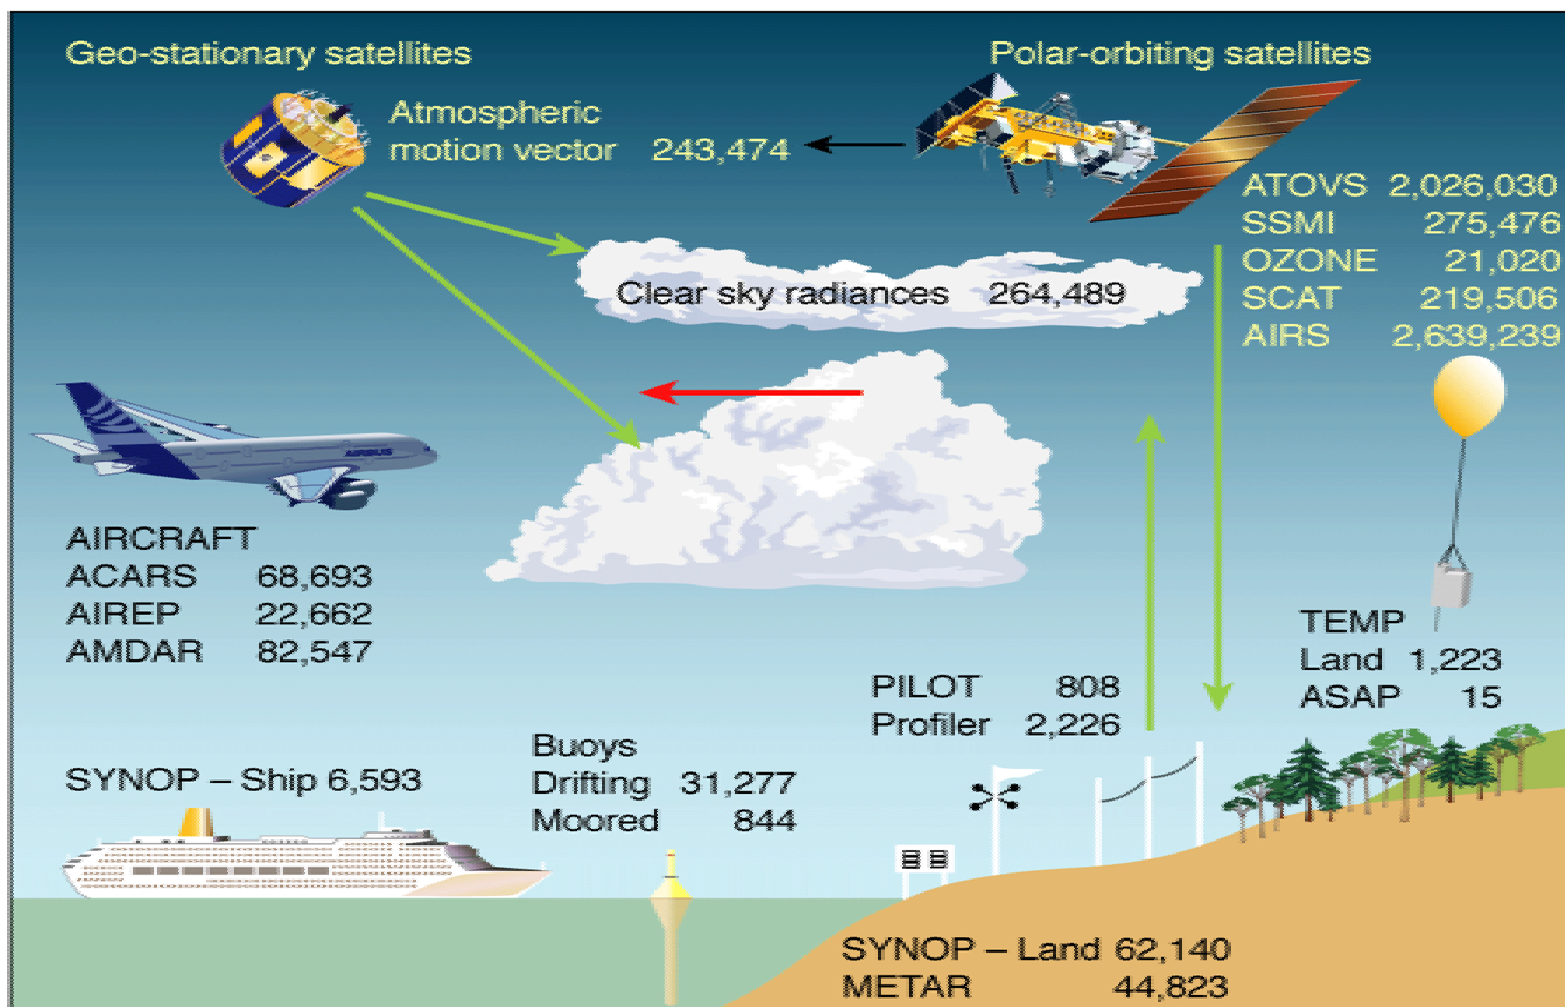 Geo-stationary satellites
Polar-orbiting satellites
Atmospheric
motion vector 243,474
ATOVS 2,026,030
SSMI 275,476
OZONE 21,020
SCAT 219,506
AIRS 2,639,239
Clear sky radiances 264,489
AIRBUS
AIRCRAFT
ACARS 68,693
AIREP 22,662
AMDAR 82,547
TEMP
Land 1,223
ASAP 15
PILOT 808
Profiler 2,226
Buoys
Drifting 31,277
Moored 844
SYNOP – Ship 6,593
SYNOP – Land 62,140
METAR 44,823